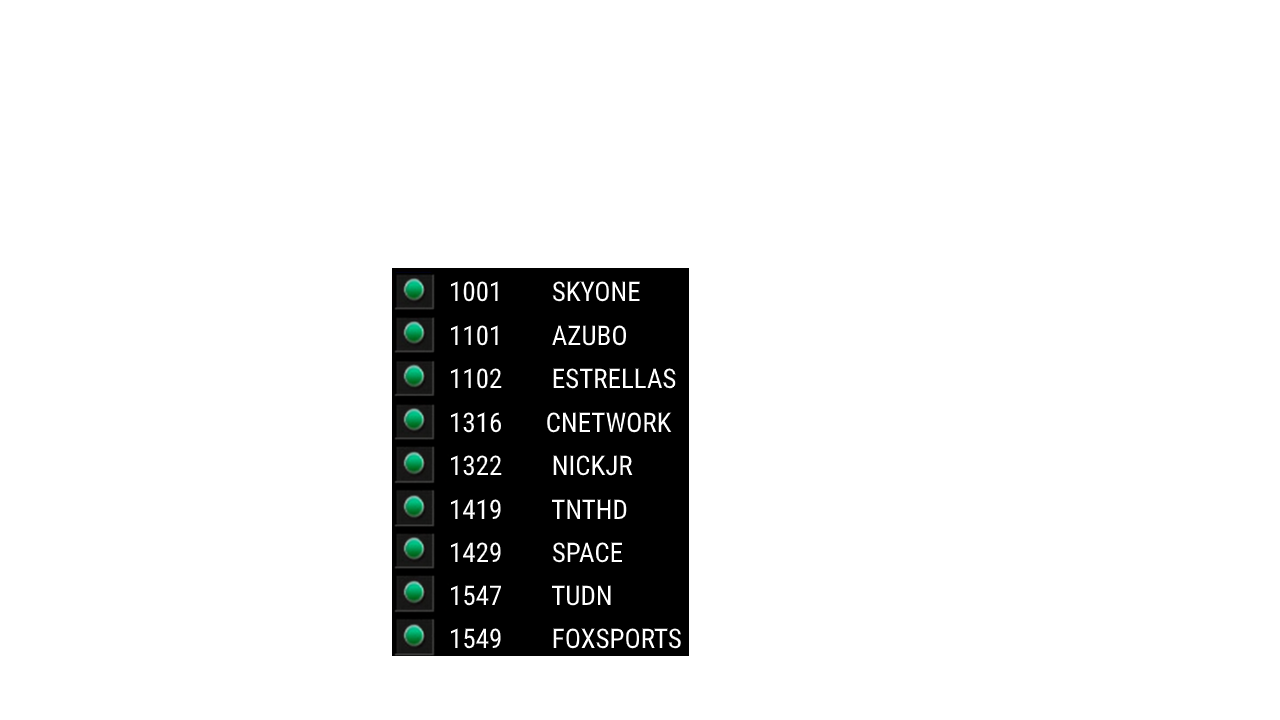 1001 SKYONE
1101 AZUBO
1102 ESTRELLAS
1316 CNETWORK
1322 NICKJR
1419 TNTHD
1429 SPACE
1547 TUDN
1549 FOXSPORTS